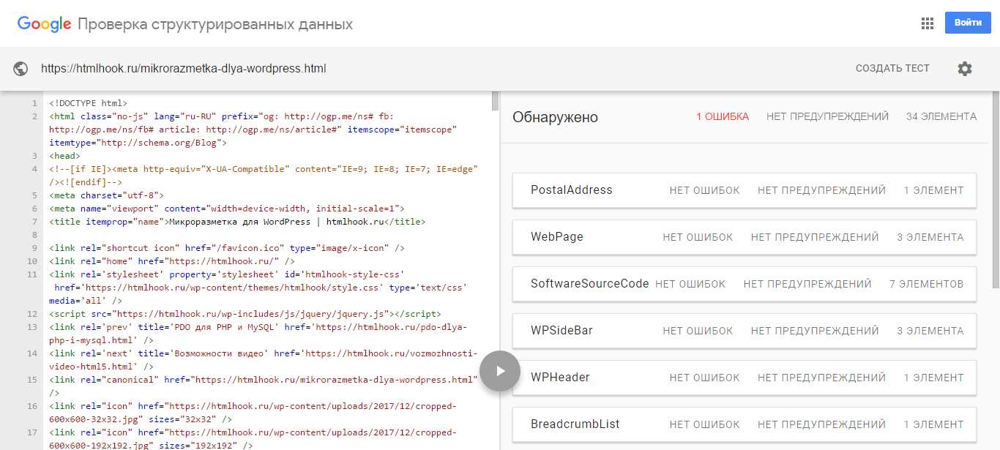 Google Проверка структурированных данных
Войти
https://htmlhook.ru/mikrorazmetka-dlya-wordpress.html
СОЗДАТЬ ТЕСТ
1 <!DOCTYPE html>
2 <html class="no-js" lang="ru-RU" prefix="og: http://ogp.me/ns# fb:
http://ogp.me/ns/fb# article: http://ogp.me/ns/article#" itemscope="itemscope"
itemtype="http://schema.org/Blog">
3 <head>
4 <!--[if IE]><meta http-equiv="X-UA-Compatible" content="IE=9; IE=8; IE=7; IE=edge"
/><![endif]-->
5 <meta charset="utf-8">
6 <meta name="viewport" content="width=device-width, initial-scale=1">
7 <title itemprop="name">Микроразметка для WordPress | htmlhook.ru</title>
8
9 <link rel="shortcut icon" href="/favicon.ico" type="image/x-icon" />
10 <link rel="home" href="https://htmlhook.ru/" />
11 <link rel='stylesheet' property='stylesheet' id='htmlhook-style-css'
href='https://htmlhook.ru/wp-content/themes/htmlhook/style.css' type='text/css'
media='all' />
12 <script src="https://htmlhook.ru/wp-includes/js/jquery/jquery.js"></script>
13 <link rel='prev' title='PDO для PHP и MySQL' href='https://htmlhook.ru/pdo-dlya-
php-i-mysql.html' />
14 <link rel='next' title='Возможности видео' href='https://htmlhook.ru/vozmozhnosti-
video-html5.html' />
15 <link rel="canonical" href="https://htmlhook.ru/mikrorazmetka-dlya-wordpress.html"
/>
16 <link rel="icon" href="https://htmlhook.ru/wp-content/uploads/2017/12/cropped-
600x600-32x32.jpg" sizes="32x32" />
17 <link rel="icon" href="https://htmlhook.ru/wp-content/uploads/2017/12/cropped-
600x600-192x192.jpg" sizes="192x192" />
Обнаружено 1 ОШИБКА НЕТ ПРЕДУПРЕЖДЕНИЙ 34 ЭЛЕМЕНТА
PostalAddress НЕТ ОШИБОК НЕТ ПРЕДУПРЕЖДЕНИЙ 1 ЭЛЕМЕНТ
WebPage НЕТ ОШИБОК НЕТ ПРЕДУПРЕЖДЕНИЙ 3 ЭЛЕМЕНТА
SoftwareSourceCode НЕТ ОШИБОК НЕТ ПРЕДУПРЕЖДЕНИЙ 7 ЭЛЕМЕНТОВ
WPSideBar НЕТ ОШИБОК НЕТ ПРЕДУПРЕЖДЕНИЙ 3 ЭЛЕМЕНТА
WPHeader НЕТ ОШИБОК НЕТ ПРЕДУПРЕЖДЕНИЙ 1 ЭЛЕМЕНТ
BreadcrumbList НЕТ ОШИБОК НЕТ ПРЕДУПРЕЖДЕНИЙ 1 ЭЛЕМЕНТ